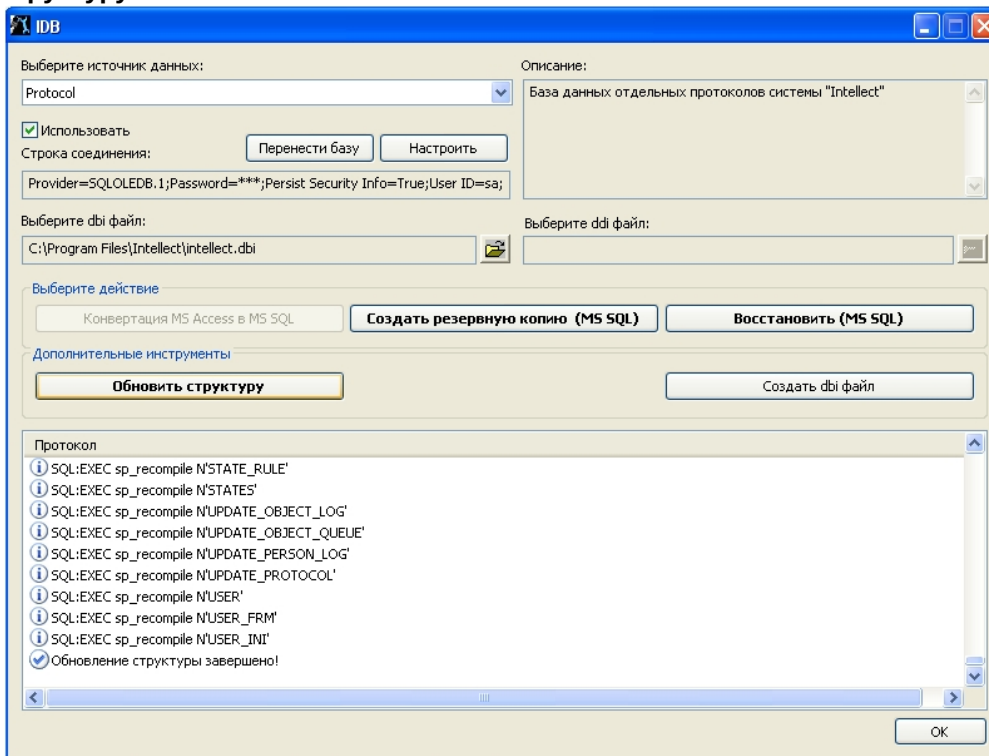 IDB
Выберите источник данных:
Protocol
Описание:
База данных отдельных протоколов системы "Intellect"
Использовать
Строка соединения:
Перенести базу
Настроить
Provider=SQLOLEDB.1;Password=***;Persist Security Info=True;User ID=sa;
Выберите dbi файл:
C:\Program Files\Intellect\intellect.dbi
Выберите ddi файл:
Выберите действие
Конвертация MS Access в MS SQL
Создать резервную копию (MS SQL)
Восстановить (MS SQL)
Дополнительные инструменты
Обновить структуру
Создать dbi файл
Протокол
SQL:EXEC sp_recompile N'STATE_RULE'
SQL:EXEC sp_recompile N'STATES'
SQL:EXEC sp_recompile N'UPDATE_OBJECT_LOG'
SQL:EXEC sp_recompile N'UPDATE_OBJECT_QUEUE'
SQL:EXEC sp_recompile N'UPDATE_PERSON_LOG'
SQL:EXEC sp_recompile N'UPDATE_PROTOCOL'
SQL:EXEC sp_recompile N'USER'
SQL:EXEC sp_recompile N'USER_FRM'
SQL:EXEC sp_recompile N'USER_INI'
Обновление структуры завершено!
OK